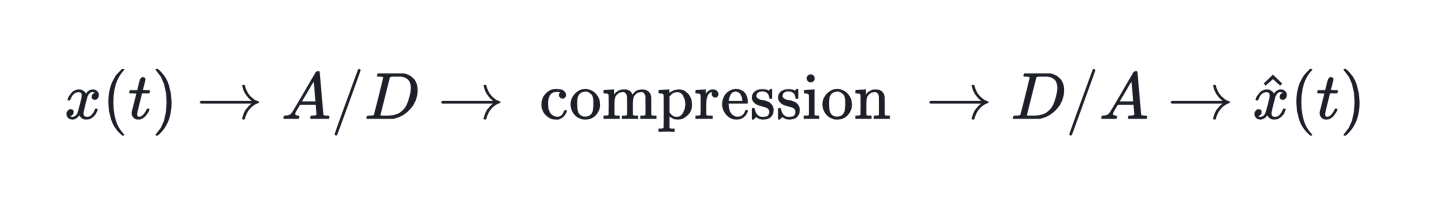 x(t) → A/D → compression → D/A → x̂(t)